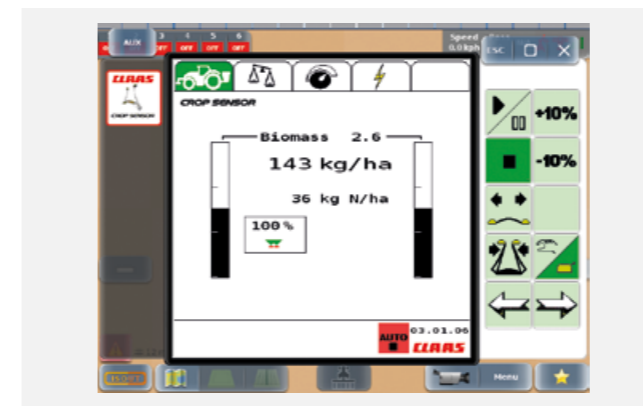 AUX
3 4 5 6
OFF OFF OFF OFF
Speed
0.0 kph
ESC
CLAAS
CROP SENSOR
CROP SENSOR
Biomass 2.6
143 kg/ha
36 kg N/ha
100 %
+10%
-10%
AUTO
03.01.06
CLAAS
Menu